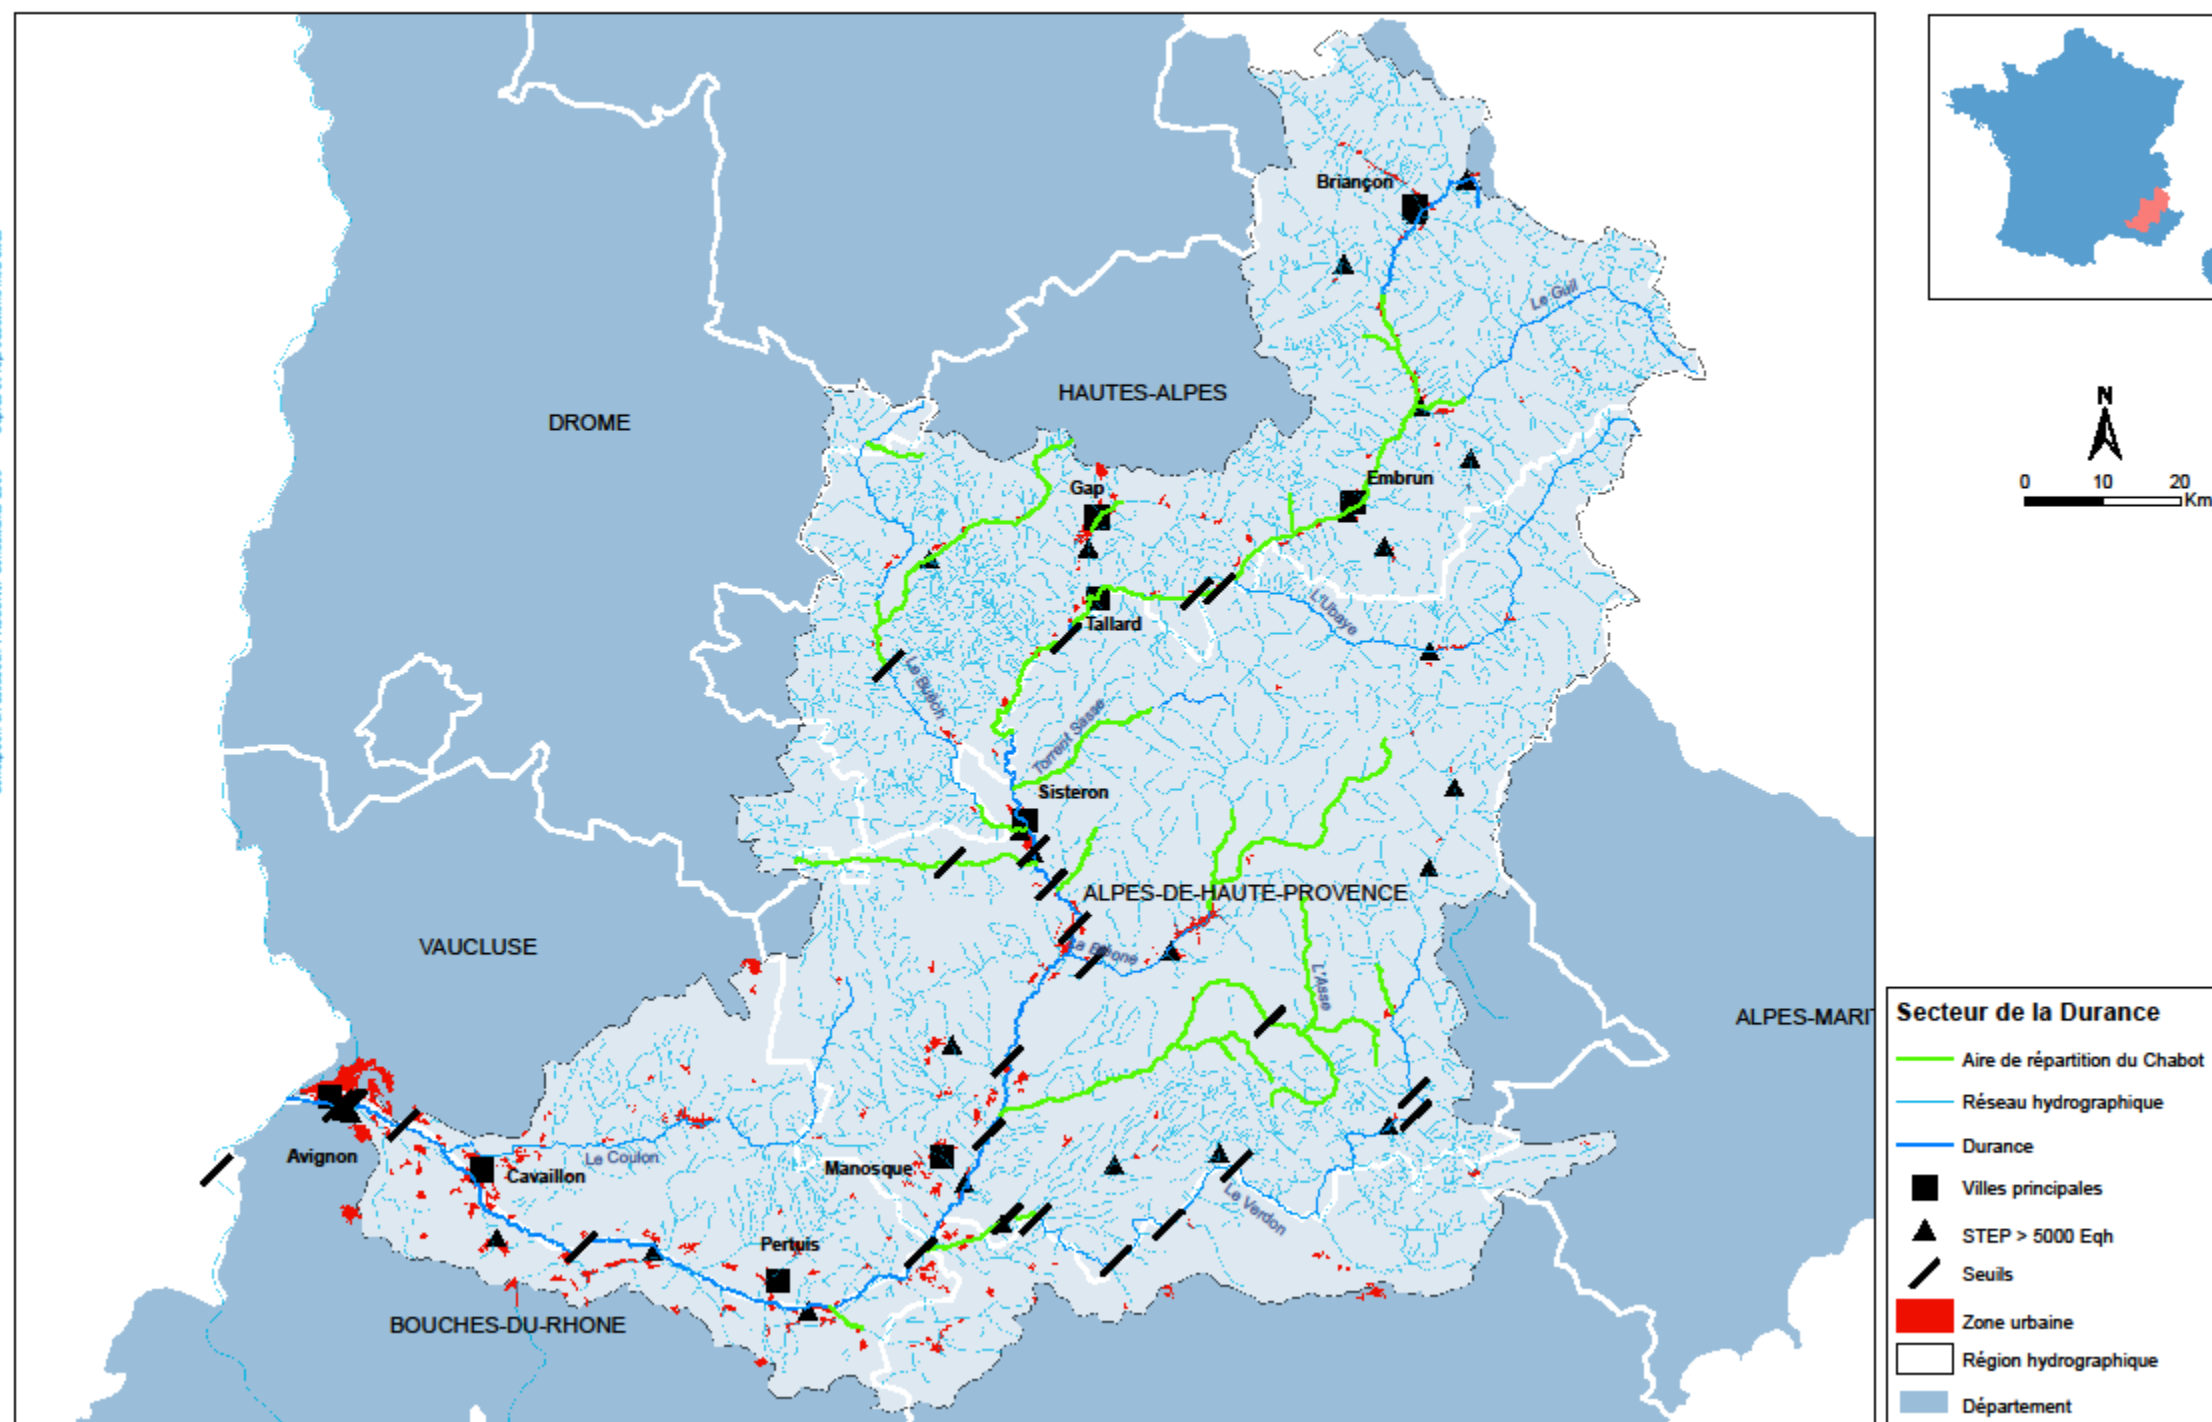 Briançon
Le Guil
HAUTES-ALPES
DROME
N
0 10 20
Km
Embrun
Gap
L'Ubaye
Tallard
Le Buëch
Torrent Sasse
Sisteron
ALPES-DE-HAUTE-PROVENCE
VAUCLUSE
La Bléone
L'Asse
ALPES-MARIT
Avignon
Le Coulon
Cavaillon
Manosque
Le Verdon
Pertuis
BOUCHES-DU-RHONE
Secteur de la Durance
Aire de répartition du Chabot
Réseau hydrographique
Durance
Villes principales
STEP > 5000 Eqh
Seuils
Zone urbaine
Région hydrographique
Département